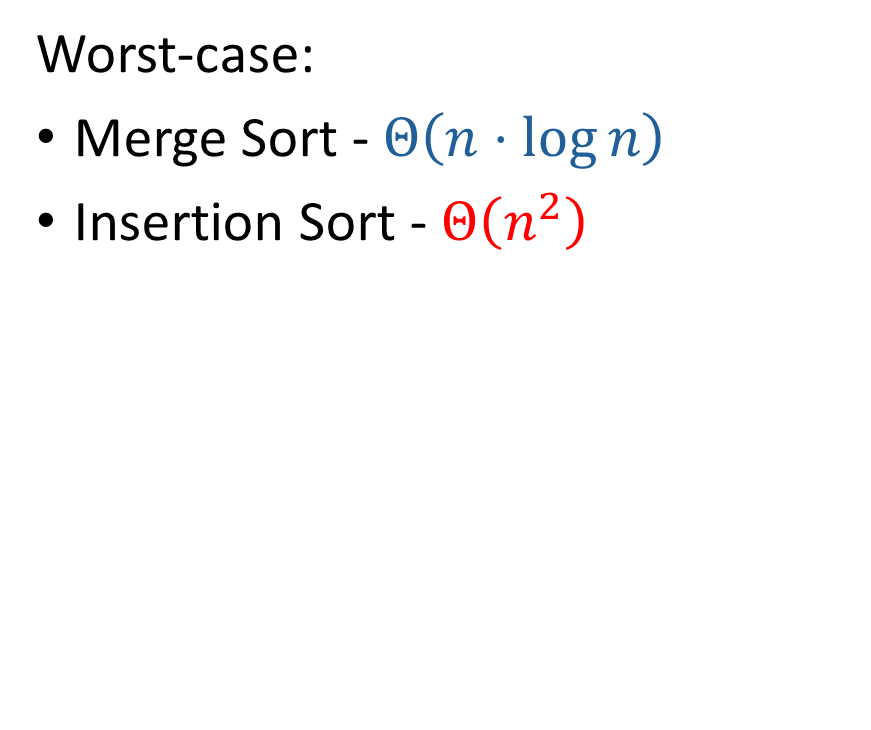 Worst-case:
• Merge Sort - Θ(n · log n)
• Insertion Sort - Θ(n²)